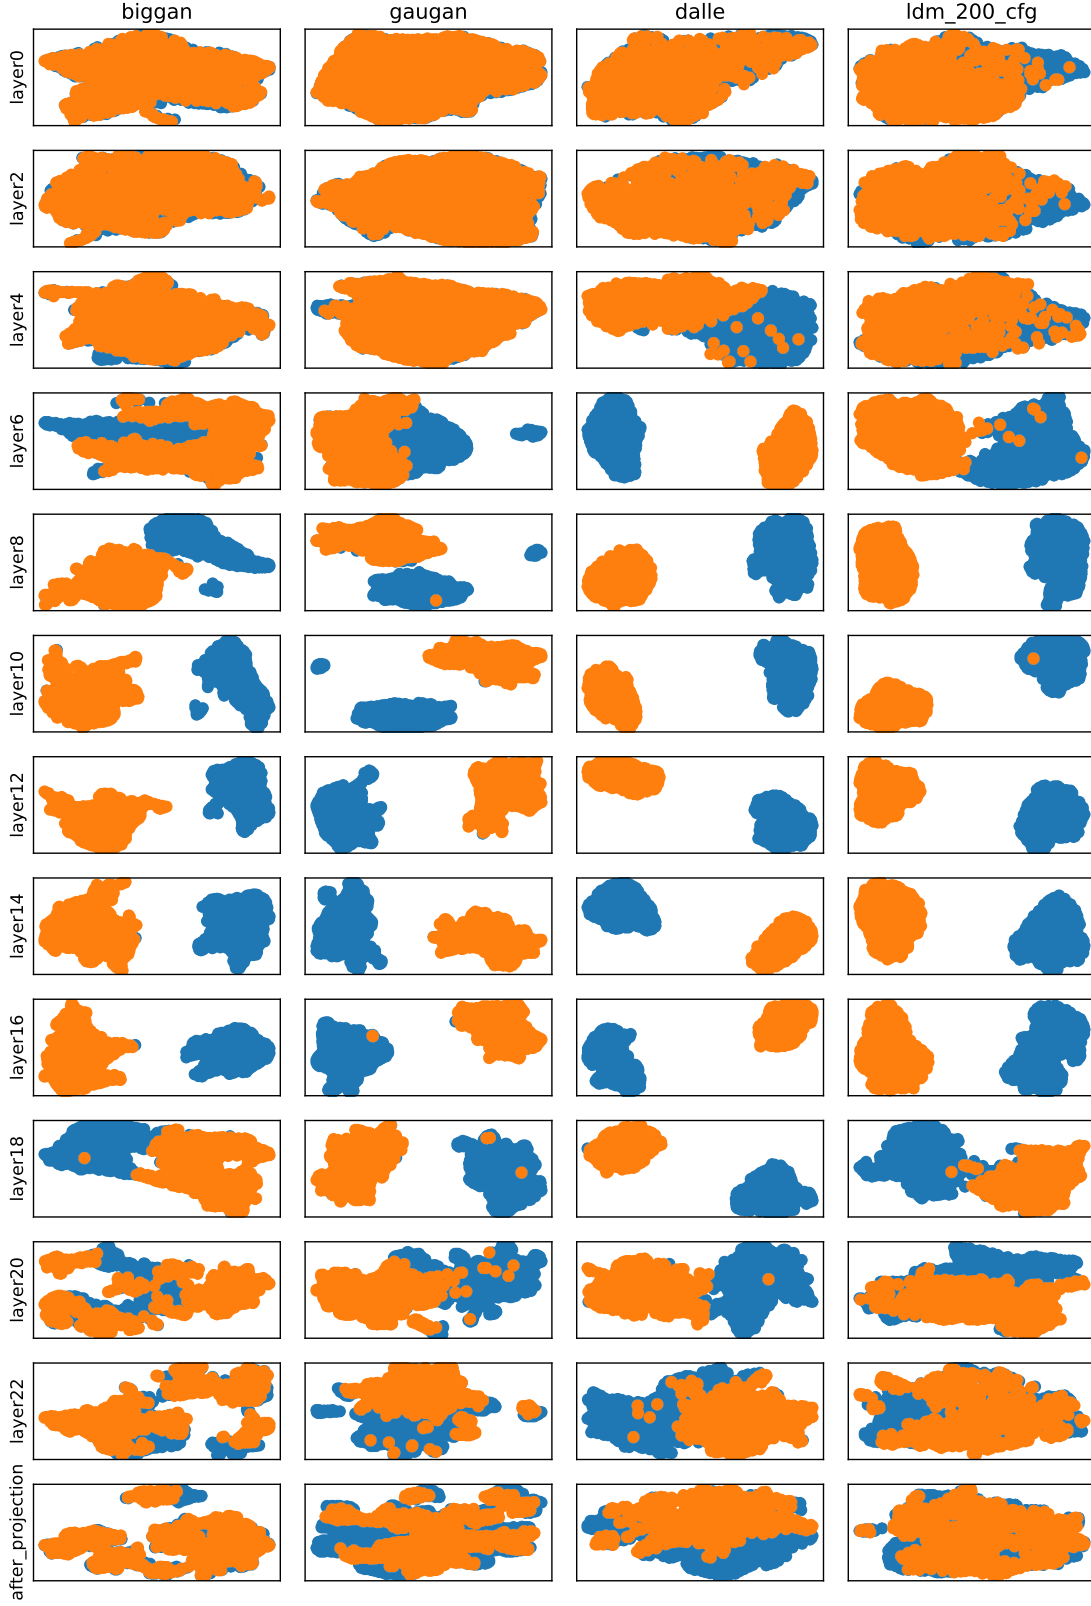 biggan gaugan dalle ldm_200_cfg
layer0
layer2
layer4
layer6
layer8
layer10
layer12
layer14
layer16
layer18
layer20
layer22
after_projection